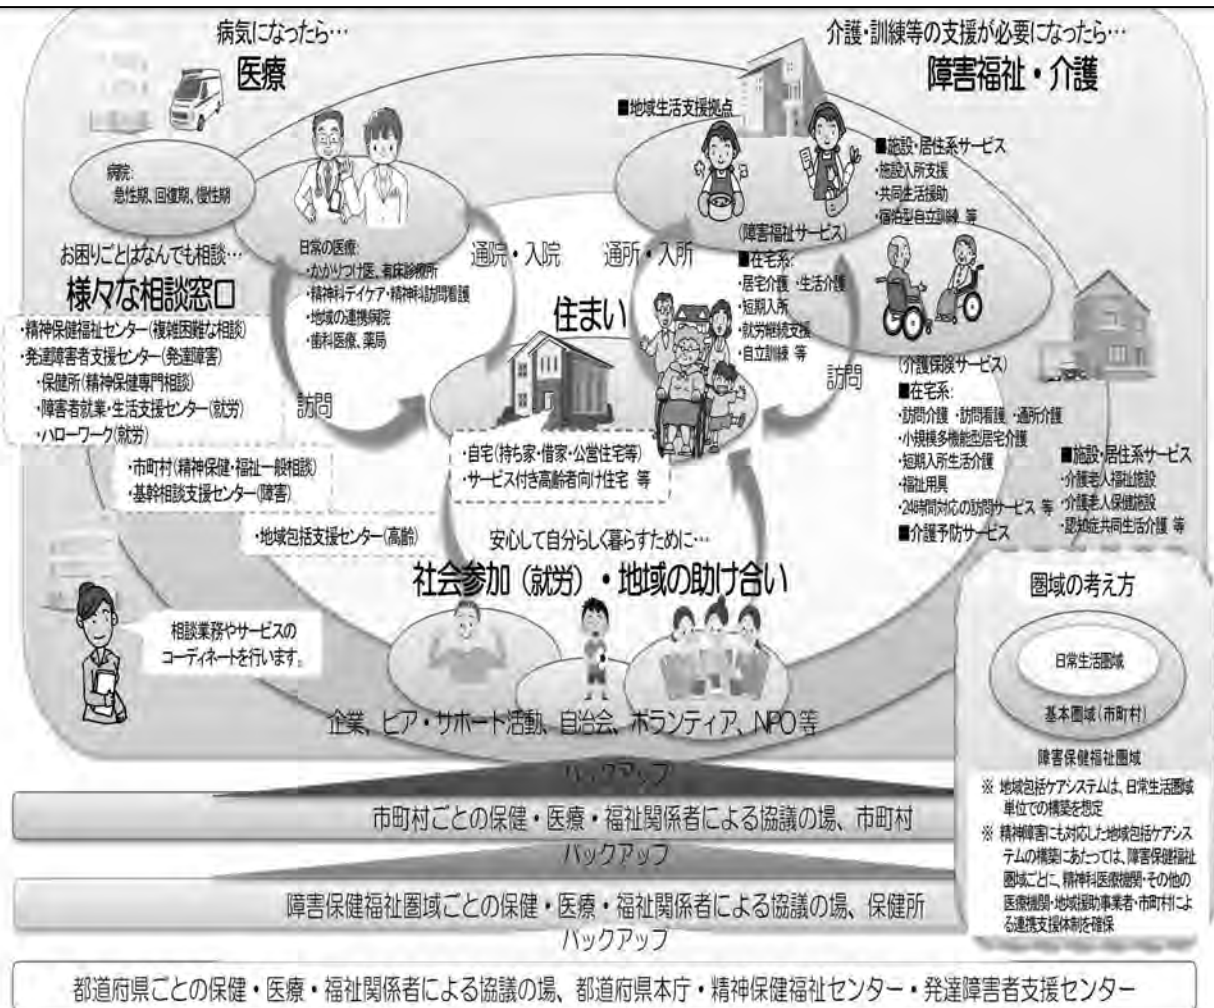 病気になったら…
医療
介護・訓練等の支援が必要になったら…
障害福祉・介護
病院:
急性期、回復期、慢性期
日常の医療:
・かかりつけ医、有床診療所
・精神科デイケア・精神科訪問看護
・地域の連携病院
・歯科医療、薬局
お困りごとはなんでも相談…
様々な相談窓口
・精神保健福祉センター(複雑困難な相談)
・発達障害者支援センター(発達障害)
・保健所(精神保健専門相談)
・障害者就業・生活支援センター(就労)
・ハローワーク(就労)
・市町村(精神保健・福祉一般相談)
・基幹相談支援センター(障害)
・地域包括支援センター(高齢)
通院・入院
訪問
通所・入所
訪問
住まい
・自宅(持ち家・借家・公営住宅等)
・サービス付き高齢者向け住宅 等
■地域生活支援拠点
■施設・居住系サービス
・施設入所支援
・共同生活援助
・宿泊型自立訓練 等
(障害福祉サービス)
■在宅系:
・居宅介護 ・生活介護
・短期入所
・就労継続支援
・自立訓練 等
(介護保険サービス)
■在宅系:
・訪問介護 ・訪問看護 ・通所介護
・小規模多機能型居宅介護
・短期入所生活介護
・福祉用具
・24時間対応の訪問サービス 等
■介護予防サービス
■施設・居住系サービス
・介護老人福祉施設
・介護老人保健施設
・認知症共同生活介護 等
安心して自分らしく暮らすために…
社会参加(就労)・地域の助け合い
企業、ピア・サポート活動、自治会、ボランティア、NPO等
相談業務やサービスの
コーディネートを行います。
圏域の考え方
日常生活圏域
基本圏域(市町村)
障害保健福祉圏域
※ 地域包括ケアシステムは、日常生活圏域
単位での構築を想定
※ 精神障害にも対応した地域包括ケアシス
テムの構築にあたっては、障害保健福祉
圏域ごとに、精神科医療機関・その他の
医療機関・地域援助事業者・市町村によ
る連携支援体制を確保
バックアップ
市町村ごとの保健・医療・福祉関係者による協議の場、市町村
バックアップ
障害保健福祉圏域ごとの保健・医療・福祉関係者による協議の場、保健所
バックアップ
都道府県ごとの保健・医療・福祉関係者による協議の場、都道府県本庁・精神保健福祉センター・発達障害者支援センター